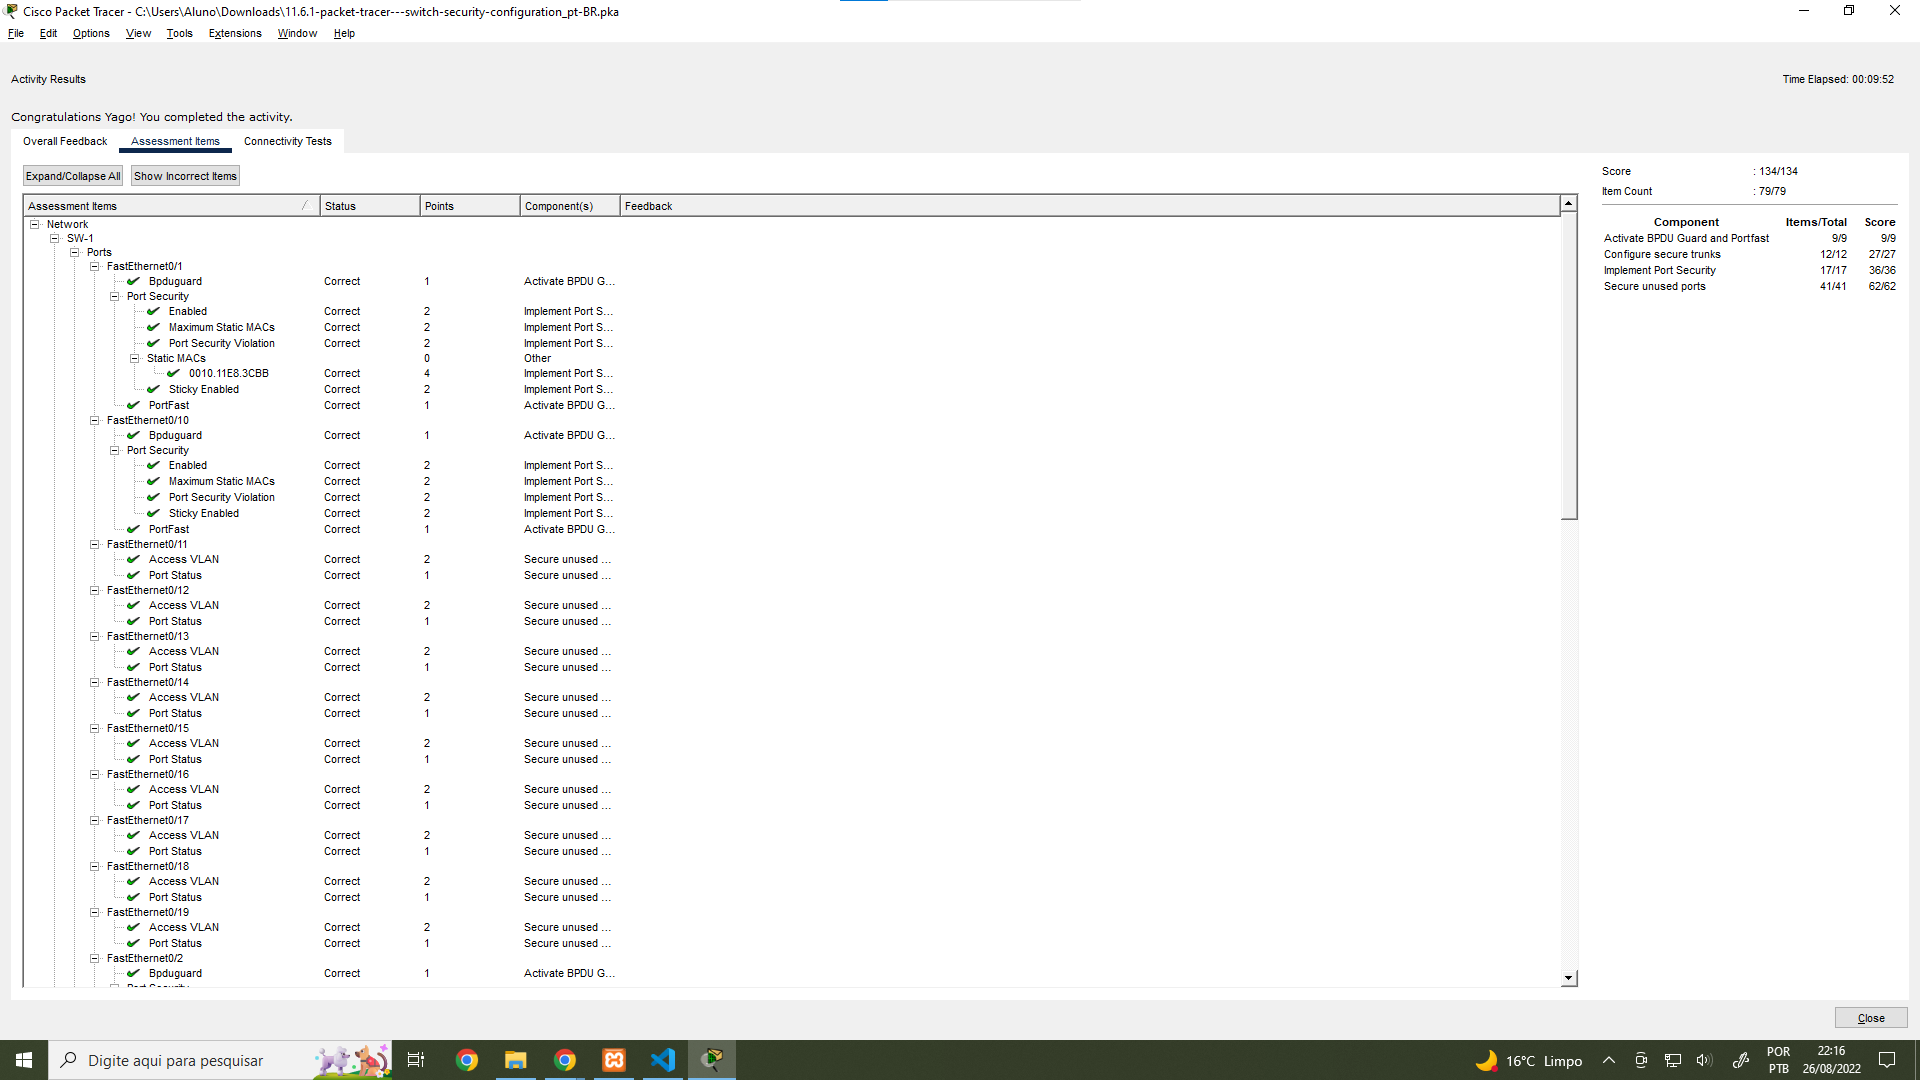 Cisco Packet Tracer - C:\Users\Aluno\Downloads\11.6.1-packet-tracer---switch-security-configuration_pt-BR.pka
File Edit Options View Tools Extensions Window Help
Activity Results
Time Elapsed: 00:09:52
Congratulations Yago! You completed the activity.
Overall Feedback Assessment Items Connectivity Tests
Expand/Collapse All Show Incorrect Items
Assessment Items Status Points Component(s) Feedback
Network
SW-1
Ports
FastEthernet0/1
Bpduguard Correct 1 Activate BPDU G...
Port Security
Enabled Correct 2 Implement Port S...
Maximum Static MACs Correct 2 Implement Port S...
Port Security Violation Correct 2 Implement Port S...
Static MACs 0 Other
0010.11E8.3CBB Correct 4 Implement Port S...
Sticky Enabled Correct 2 Implement Port S...
PortFast Correct 1 Activate BPDU G...
FastEthernet0/10
Bpduguard Correct 1 Activate BPDU G...
Port Security
Enabled Correct 2 Implement Port S...
Maximum Static MACs Correct 2 Implement Port S...
Port Security Violation Correct 2 Implement Port S...
Sticky Enabled Correct 2 Implement Port S...
PortFast Correct 1 Activate BPDU G...
FastEthernet0/11
Access VLAN Correct 2 Secure unused ...
Port Status Correct 1 Secure unused ...
FastEthernet0/12
Access VLAN Correct 2 Secure unused ...
Port Status Correct 1 Secure unused ...
FastEthernet0/13
Access VLAN Correct 2 Secure unused ...
Port Status Correct 1 Secure unused ...
FastEthernet0/14
Access VLAN Correct 2 Secure unused ...
Port Status Correct 1 Secure unused ...
FastEthernet0/15
Access VLAN Correct 2 Secure unused ...
Port Status Correct 1 Secure unused ...
FastEthernet0/16
Access VLAN Correct 2 Secure unused ...
Port Status Correct 1 Secure unused ...
FastEthernet0/17
Access VLAN Correct 2 Secure unused ...
Port Status Correct 1 Secure unused ...
FastEthernet0/18
Access VLAN Correct 2 Secure unused ...
Port Status Correct 1 Secure unused ...
FastEthernet0/19
Access VLAN Correct 2 Secure unused ...
Port Status Correct 1 Secure unused ...
FastEthernet0/2
Bpduguard Correct 1 Activate BPDU G...
Port Security
Score : 134/134
Item Count : 79/79
Component Items/Total Score
Activate BPDU Guard and Portfast 9/9 9/9
Configure secure trunks 12/12 27/27
Implement Port Security 17/17 36/36
Secure unused ports 41/41 62/62
Close
Digite aqui para pesquisar
16°C Limpo
POR
PTB
22:16
26/08/2022